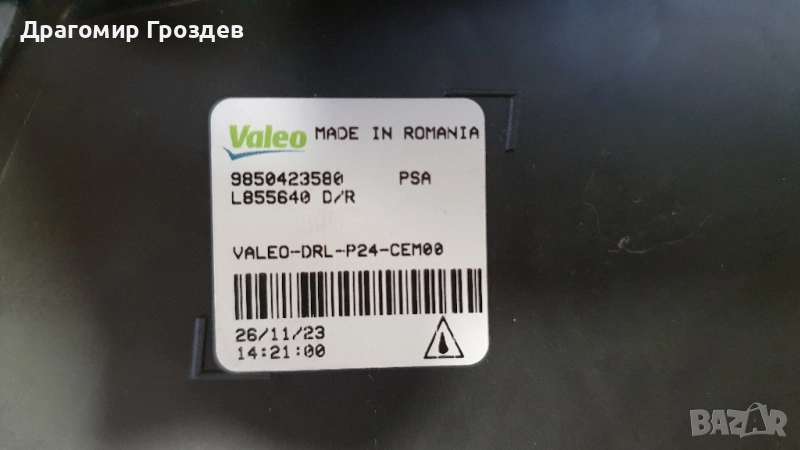 Драгомир Гроздев
Valeo MADE IN ROMANIA
9850423580 PSA
L855640 D/R
VALEO-DRL-P24-CEM00
26/11/23
14:21:00
BAZAR